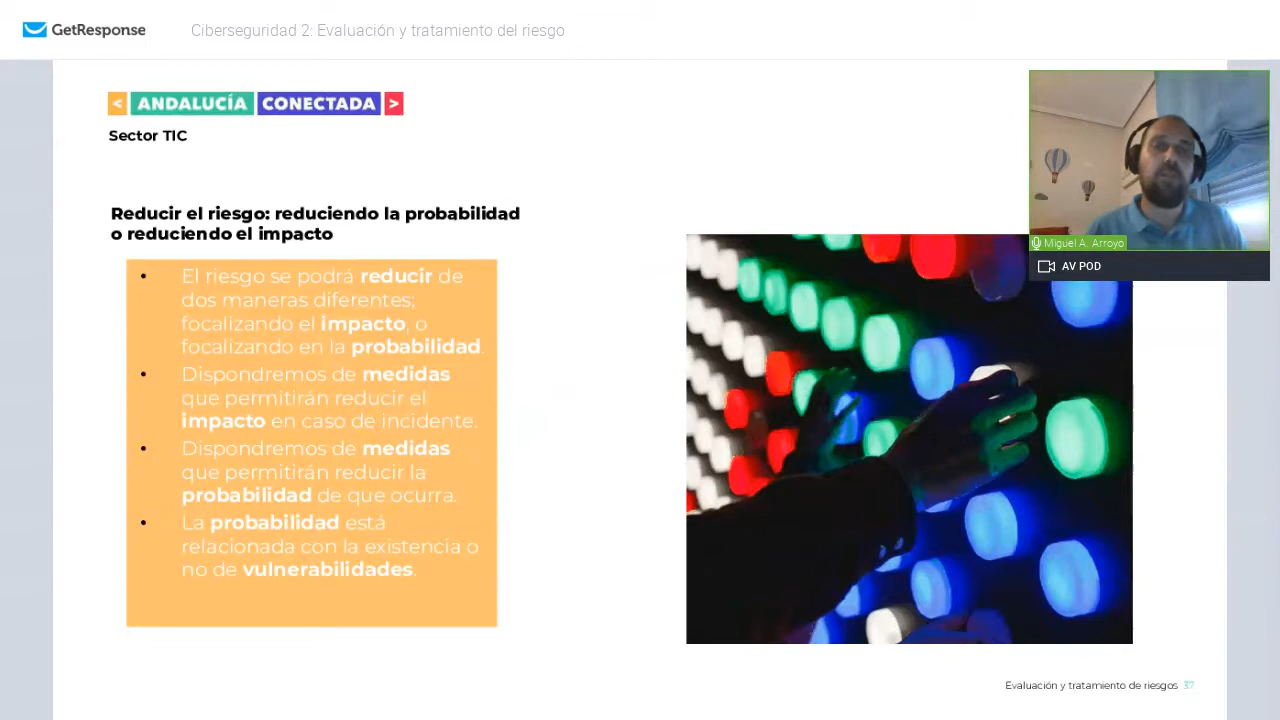 GetResponse
Ciberseguridad 2: Evaluación y tratamiento del riesgo
< ANDALUCÍA CONECTADA >
Sector TIC
Miguel A. Arroyo
AV POD
Reducir el riesgo: reduciendo la probabilidad
o reduciendo el impacto
• El riesgo se podrá reducir de
dos maneras diferentes;
focalizando el impacto, o
focalizando en la probabilidad.
• Dispondremos de medidas
que permitirán reducir el
impacto en caso de incidente.
• Dispondremos de medidas
que permitirán reducir la
probabilidad de que ocurra.
• La probabilidad está
relacionada con la existencia o
no de vulnerabilidades.
Evaluación y tratamiento de riesgos 37